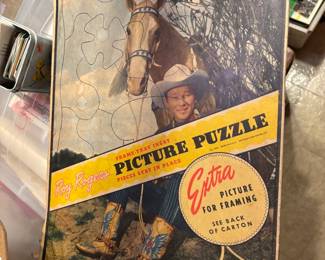 Roy Rogers
FRAME-TRAY INLAY
PICTURE PUZZLE
PIECES STAY IN PLACE
Extra
PICTURE
FOR FRAMING
SEE BACK
OF CARTON